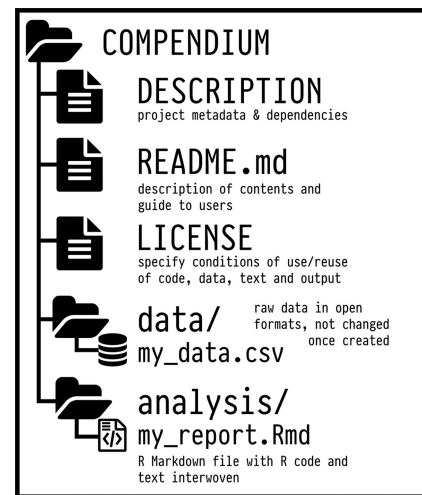 COMPENDIUM
DESCRIPTION
project metadata & dependencies
README.md
description of contents and
guide to users
LICENSE
specify conditions of use/reuse
of code, data, text and output
data/
raw data in open
formats, not changed
once created
my_data.csv
analysis/
</>
my_report.Rmd
R Markdown file with R code and
text interwoven